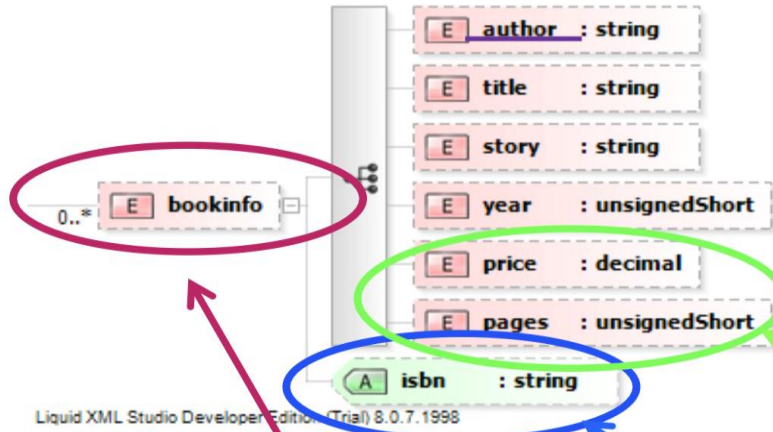 E author : string
E title : string
E story : string
0..* E bookinfo
E year : unsignedShort
E price : decimal
E pages : unsignedShort
A isbn : string
Liquid XML Studio Developer Edition (Trial) 8.0.7.1998